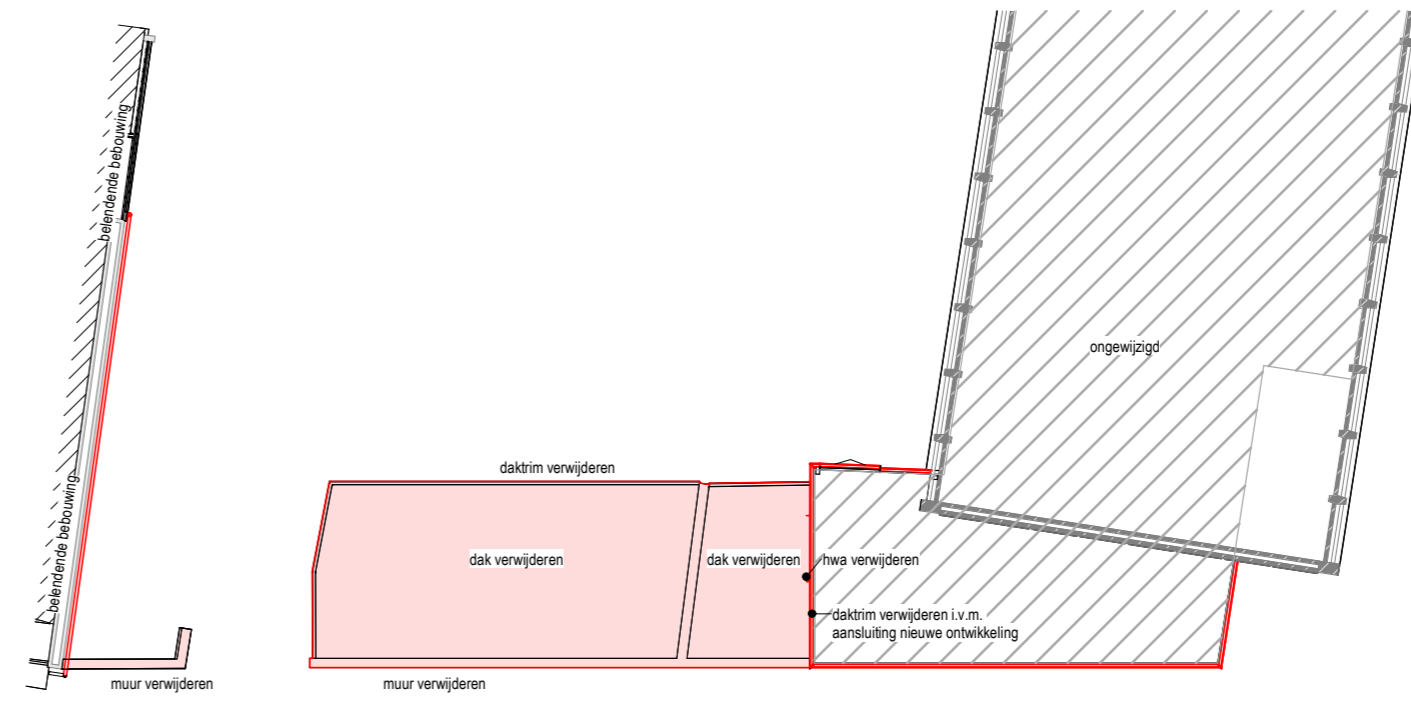 belendende bebouwing
belendende bebouwing
ongewijzigd
daktrim verwijderen
dak verwijderen
dak verwijderen
hwa verwijderen
daktrim verwijderen i.v.m.
aansluiting nieuwe ontwikkeling
muur verwijderen
muur verwijderen